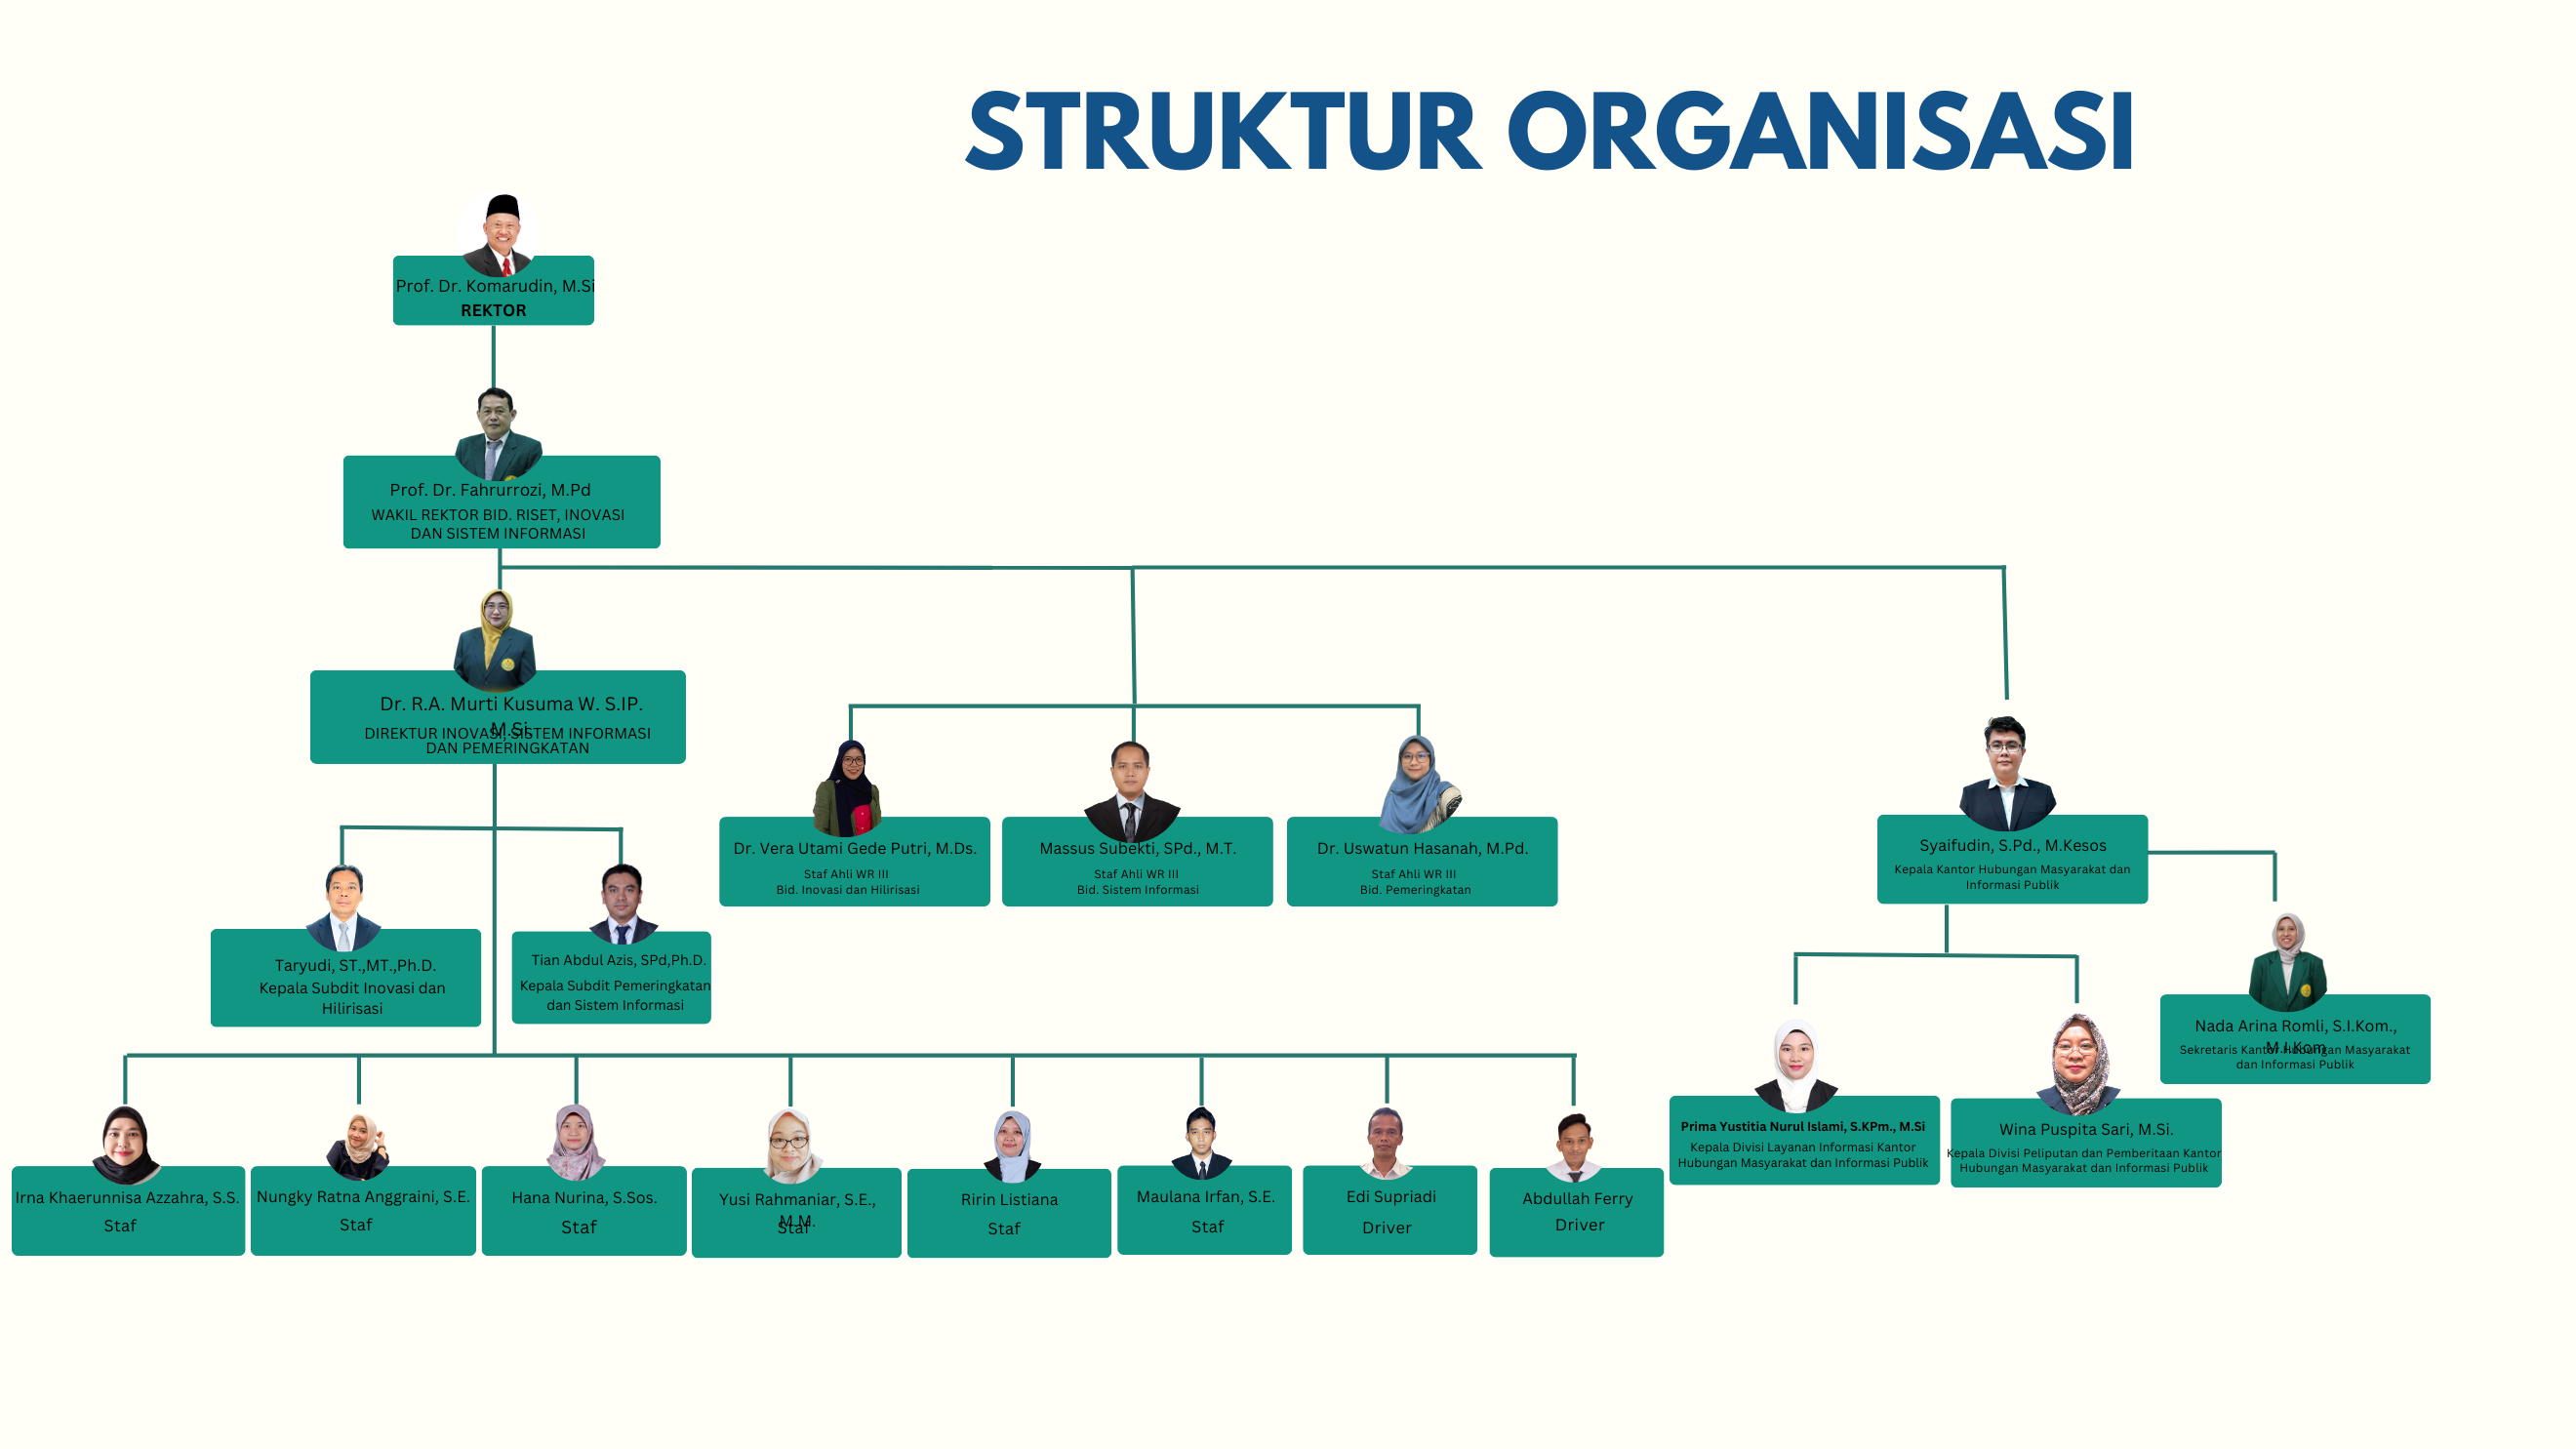 STRUKTUR ORGANISASI
Prof. Dr. Komarudin, M.Si
REKTOR
Prof. Dr. Fahrurrozi, M.Pd
WAKIL REKTOR BID. RISET, INOVASI
DAN SISTEM INFORMASI
Dr. R.A. Murti Kusuma W. S.IP.
M.Si
DIREKTUR INOVASI, SISTEM INFORMASI
DAN PEMERINGKATAN
Dr. Vera Utami Gede Putri, M.Ds.
Staf Ahli WR III
Bid. Inovasi dan Hilirisasi
Massus Subekti, SPd., M.T.
Staf Ahli WR III
Bid. Sistem Informasi
Dr. Uswatun Hasanah, M.Pd.
Staf Ahli WR III
Bid. Pemeringkatan
Syaifudin, S.Pd., M.Kesos
Kepala Kantor Hubungan Masyarakat dan
Informasi Publik
Taryudi, ST.,MT.,Ph.D.
Kepala Subdit Inovasi dan
Hilirisasi
Tian Abdul Azis, SPd,Ph.D.
Kepala Subdit Pemeringkatan
dan Sistem Informasi
Nada Arina Romli, S.I.Kom.,
M.I.Kom
Sekretaris Kantor Hubungan Masyarakat
dan Informasi Publik
Prima Yustitia Nurul Islami, S.KPm., M.Si
Kepala Divisi Layanan Informasi Kantor
Hubungan Masyarakat dan Informasi Publik
Wina Puspita Sari, M.Si.
Kepala Divisi Peliputan dan Pemberitaan Kantor
Hubungan Masyarakat dan Informasi Publik
Irna Khaerunnisa Azzahra, S.S.
Staf
Nungky Ratna Anggraini, S.E.
Staf
Hana Nurina, S.Sos.
Staf
Yusi Rahmaniar, S.E.,
M.M.
Staf
Ririn Listiana
Staf
Maulana Irfan, S.E.
Staf
Edi Supriadi
Driver
Abdullah Ferry
Driver